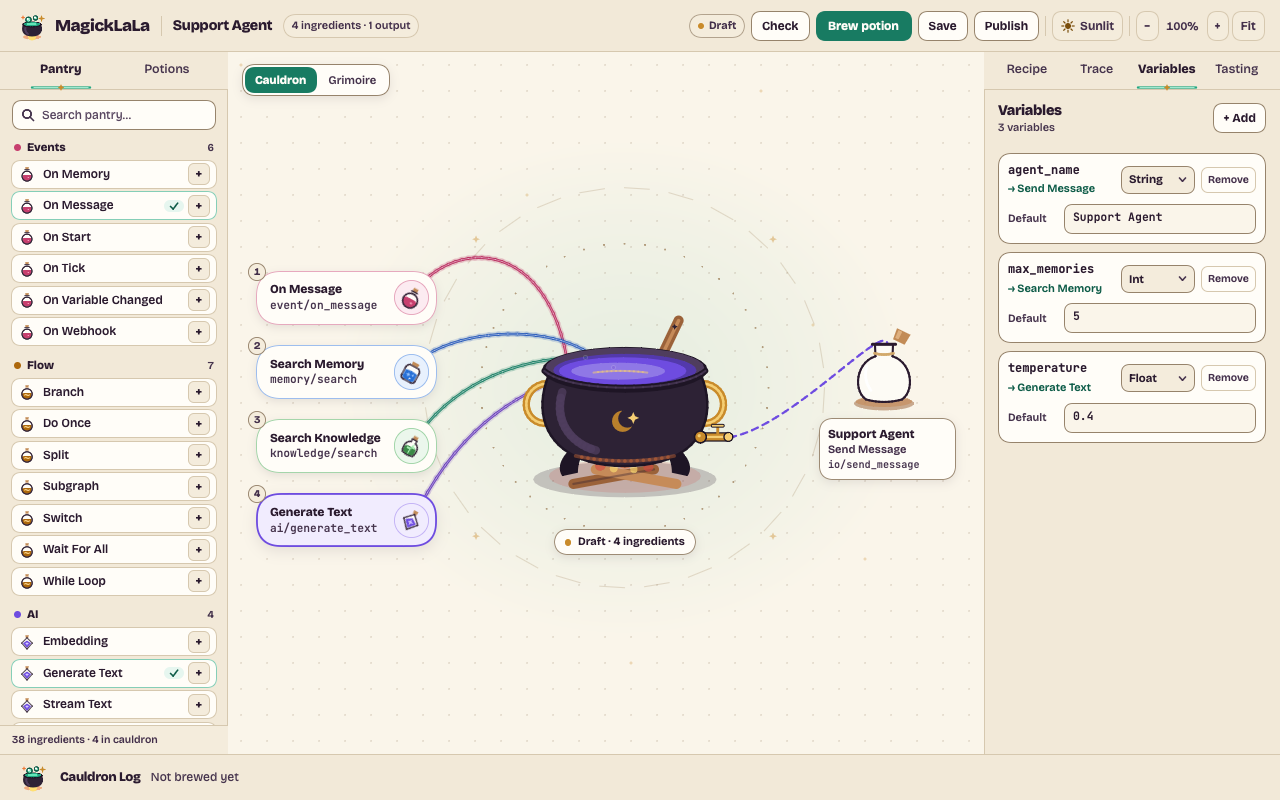 MagickLaLa
Support Agent
4 ingredients · 1 output
Draft
Check
Brew potion
Save
Publish
Sunlit
−
100%
+
Fit
Pantry
Potions
Search pantry...
Events
6
On Memory
+
On Message
+
On Start
+
On Tick
+
On Variable Changed
+
On Webhook
+
Flow
7
Branch
+
Do Once
+
Split
+
Subgraph
+
Switch
+
Wait For All
+
While Loop
+
AI
4
Embedding
+
Generate Text
+
Stream Text
+
38 ingredients · 4 in cauldron
Cauldron
Grimoire
1
On Message
event/on_message
2
Search Memory
memory/search
3
Search Knowledge
knowledge/search
4
Generate Text
ai/generate_text
Draft · 4 ingredients
Support Agent
Send Message
io/send_message
Recipe
Trace
Variables
Tasting
Variables
3 variables
+ Add
agent_name
→ Send Message
String
Remove
Default
Support Agent
max_memories
→ Search Memory
Int
Remove
Default
5
temperature
→ Generate Text
Float
Remove
Default
0.4
Cauldron Log
Not brewed yet